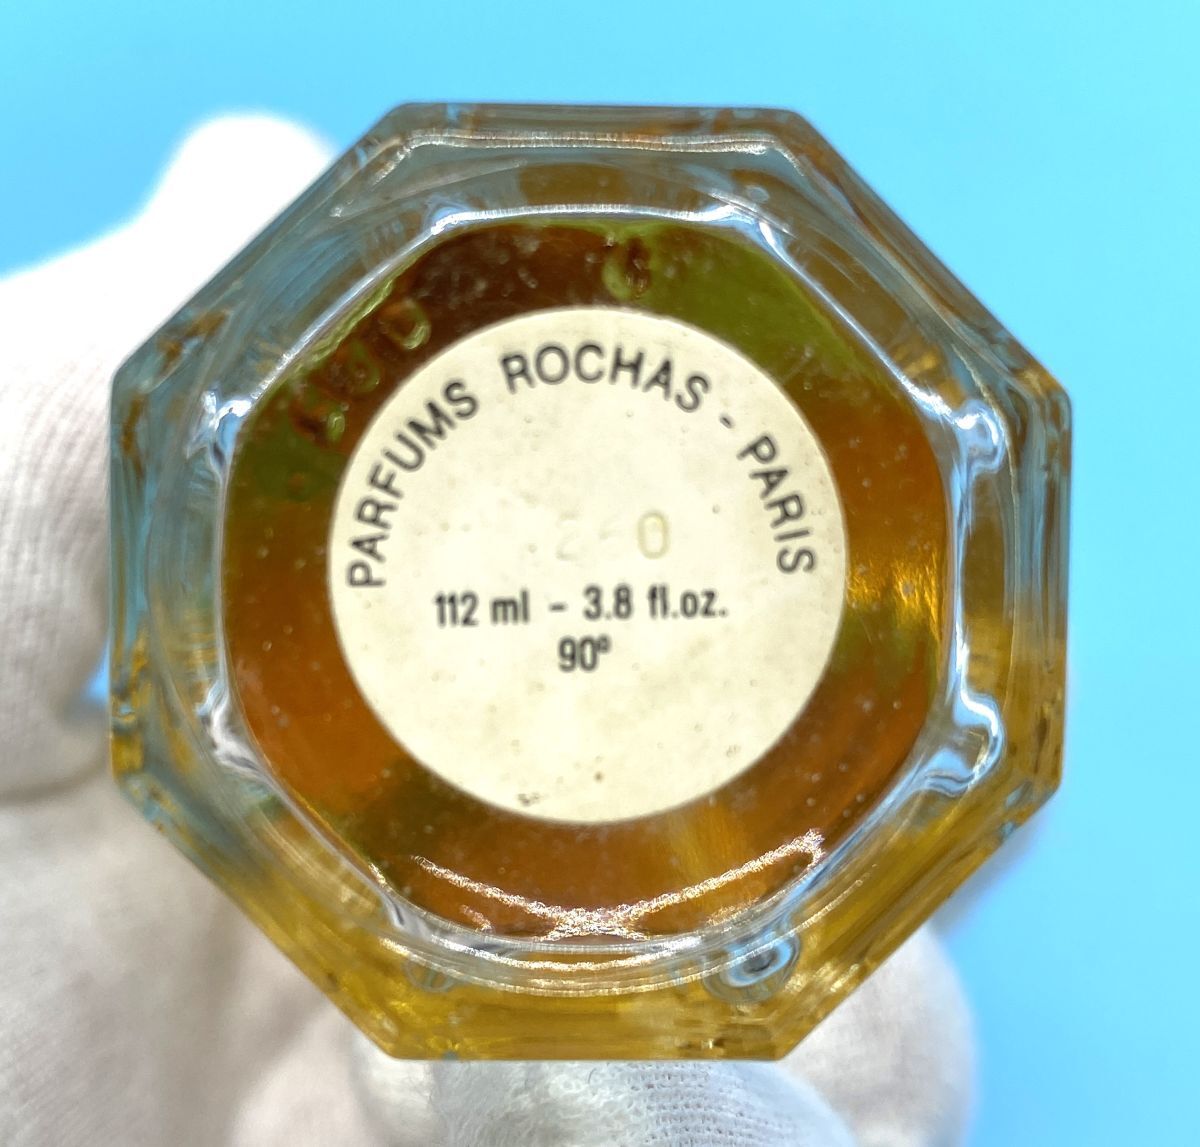 PARFUMS ROCHAS - PARIS
112 ml - 3.8 fl.oz.
90°